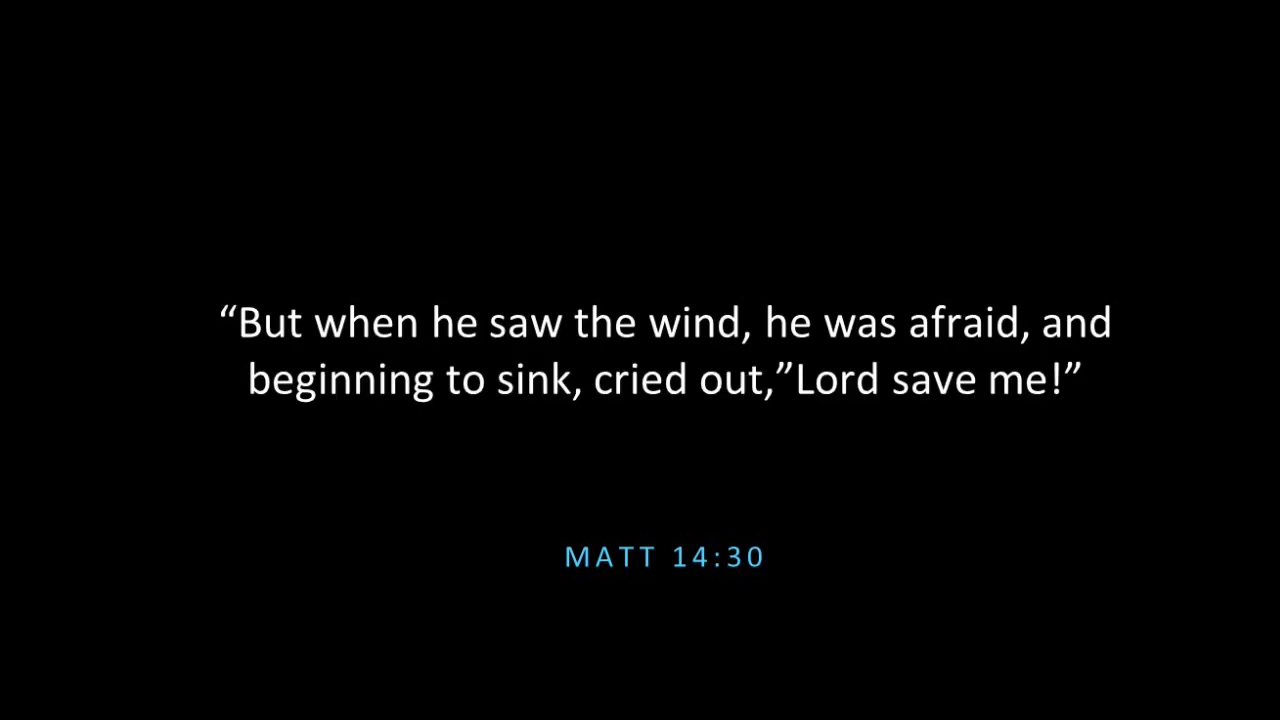 “But when he saw the wind, he was afraid, and
beginning to sink, cried out,”Lord save me!”
MATT 14:30